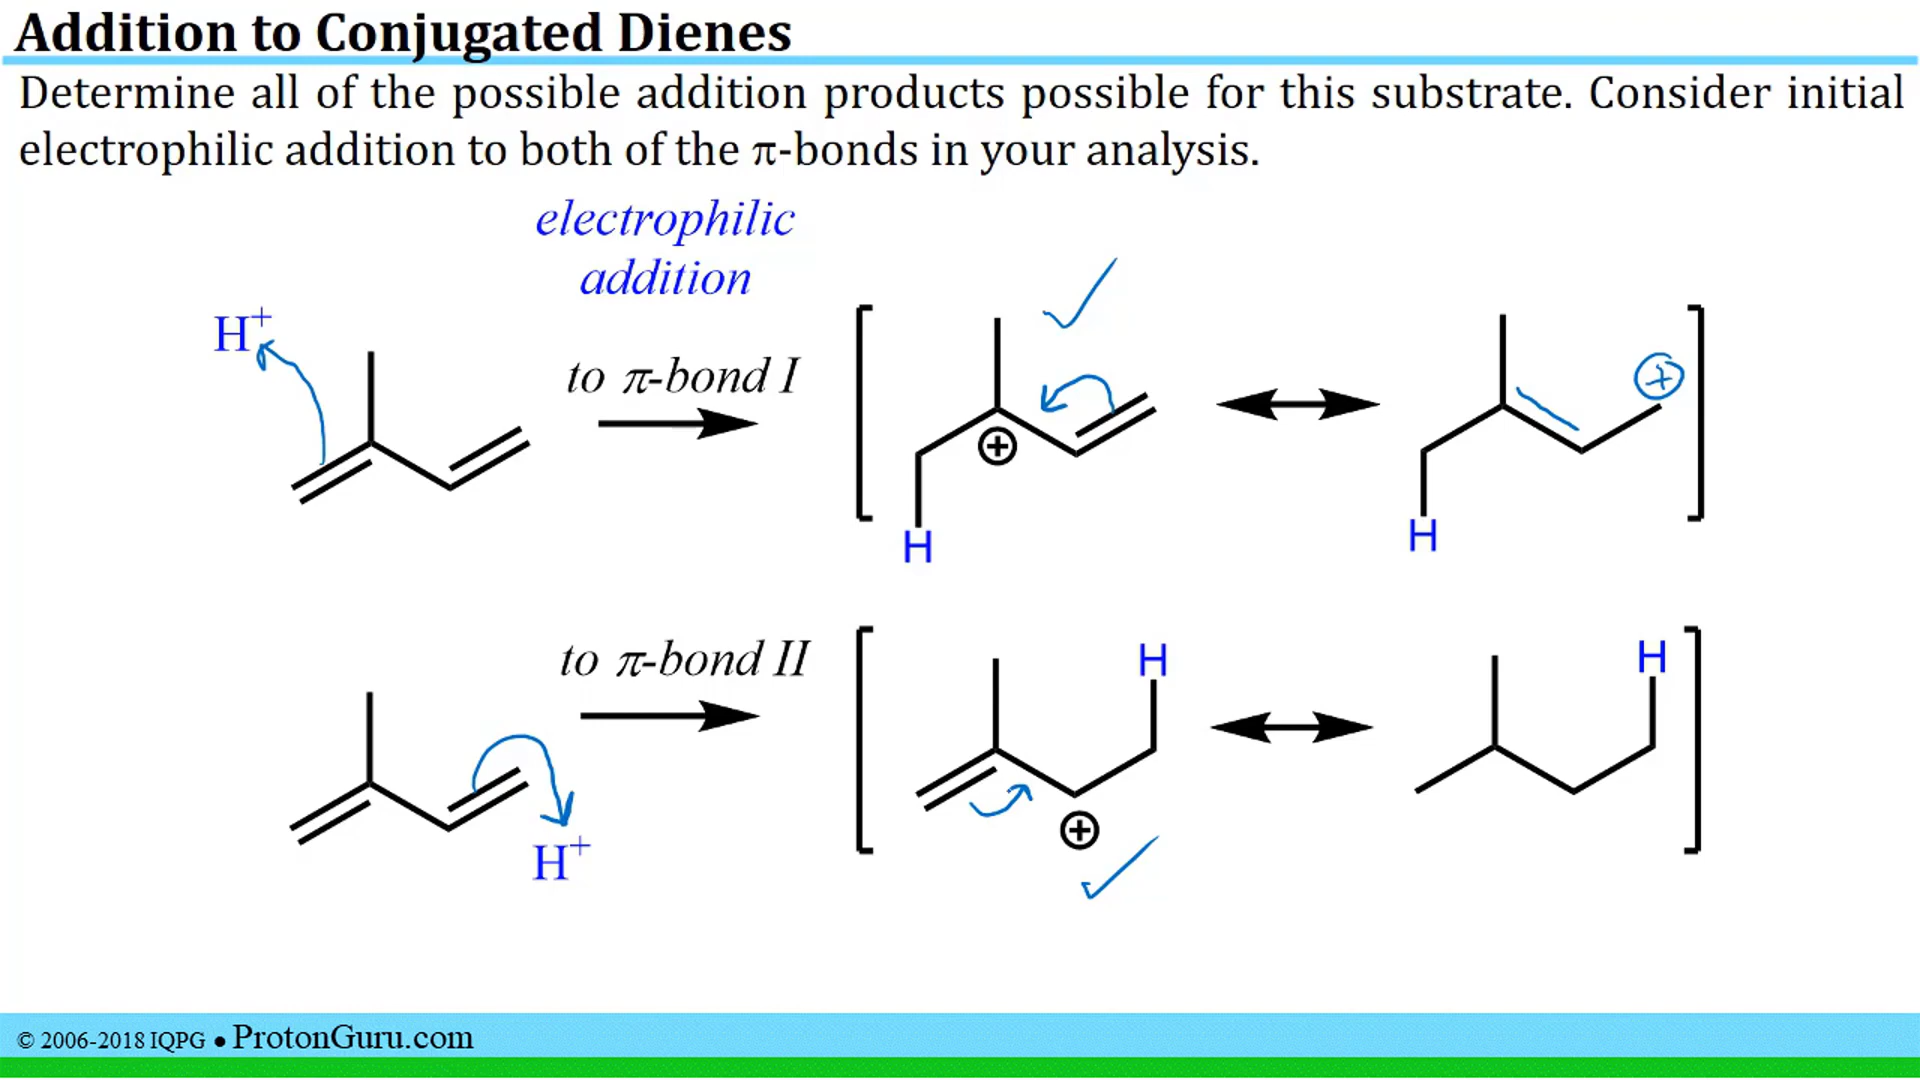 Addition to Conjugated Dienes
Determine all of the possible addition products possible for this substrate. Consider initial
electrophilic addition to both of the π-bonds in your analysis.
electrophilic
addition
H⁺
to π-bond I
⊕
⊕
H
H
to π-bond II
H
H
H⁺
⊕
© 2006-2018 IQPG ● ProtonGuru.com